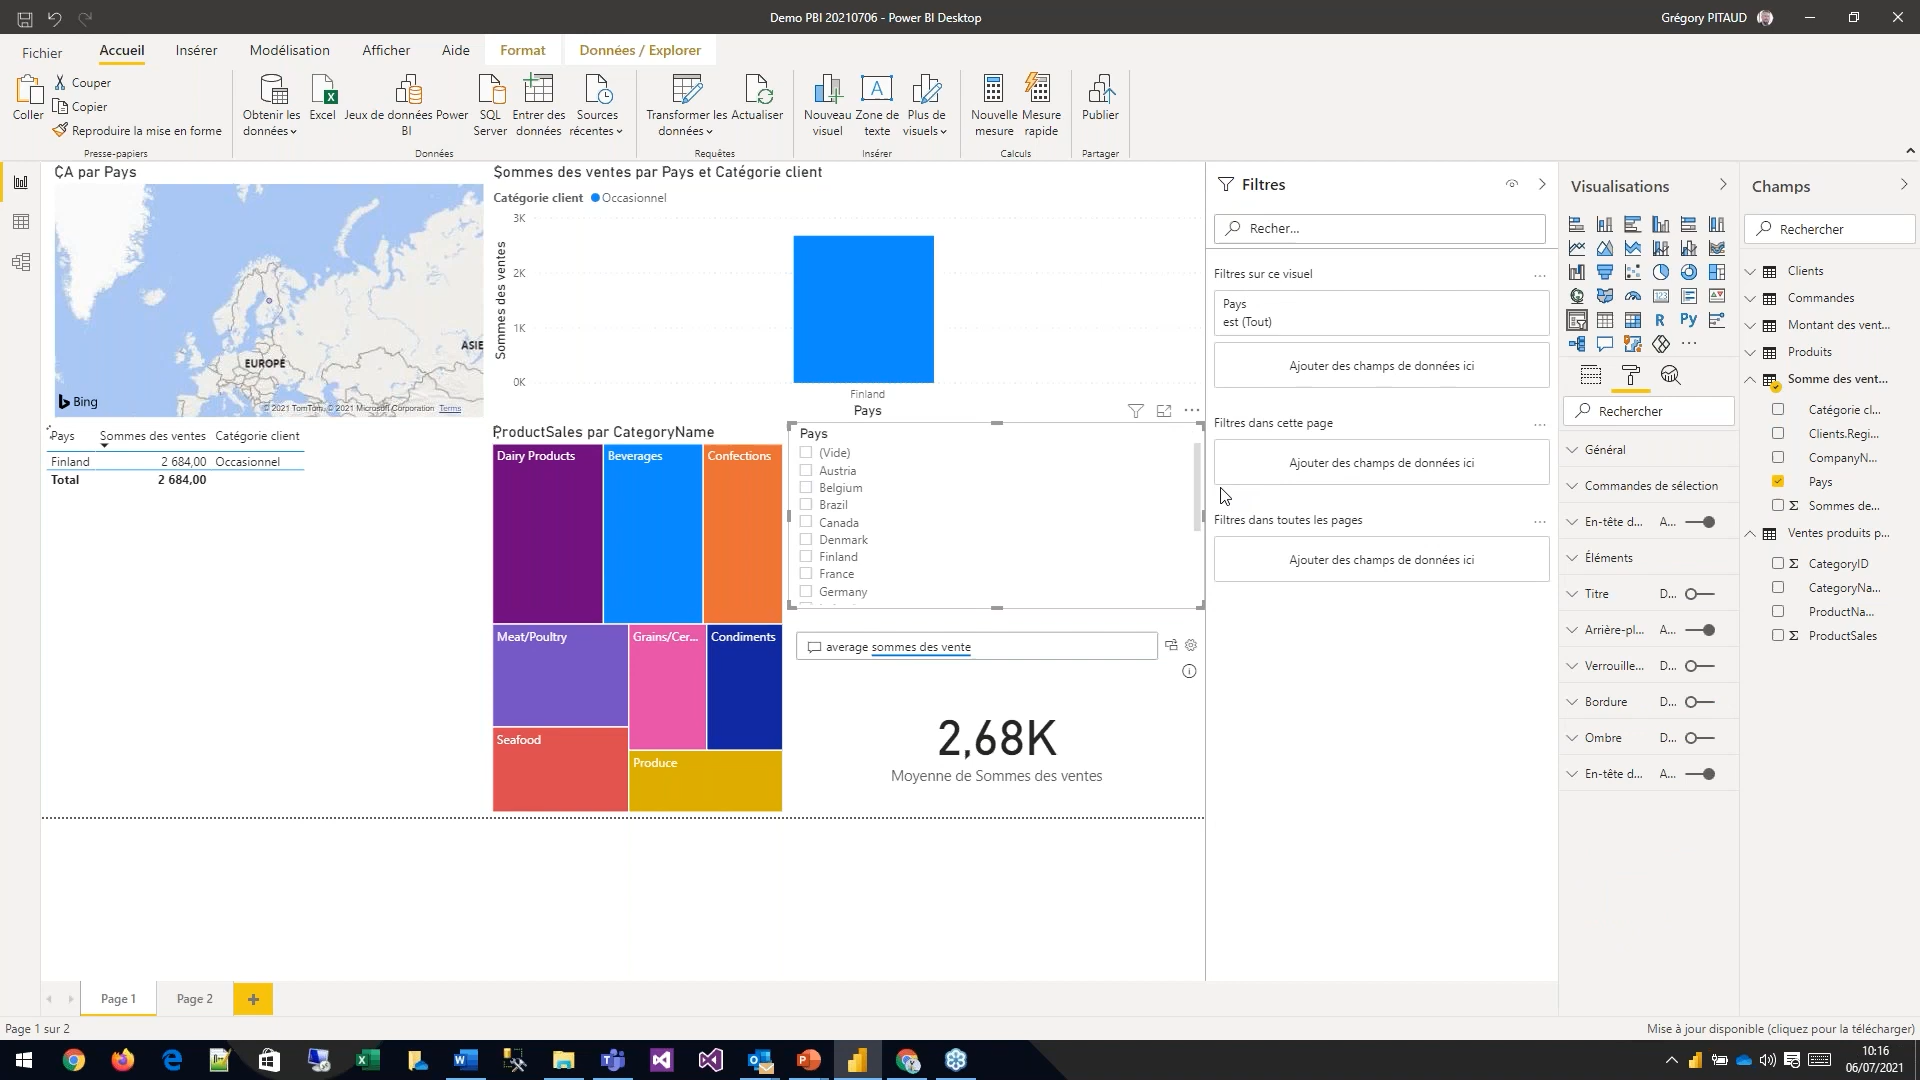 Demo PBI 20210706 - Power BI Desktop
Grégory PITAUD
Fichier
Accueil
Insérer
Modélisation
Afficher
Aide
Format
Données / Explorer
Coller
Couper
Copier
Reproduire la mise en forme
Presse-papiers
Obtenir les
données
Excel
Jeux de données Power
BI
SQL
Server
Entrer des
données
Sources
récentes
Données
Transformer les
données
Actualiser
Requêtes
Nouveau
visuel
Zone de
texte
Plus de
visuels
Insérer
Nouvelle
mesure
Mesure
rapide
Calculs
Publier
Partager
CA par Pays
EUROPE
ASIE
Bing
© 2021 TomTom, © 2021 Microsoft Corporation Terms
Sommes des ventes par Pays et Catégorie client
Catégorie client Occasionnel
Sommes des ventes
3K
2K
1K
0K
Finland
Pays
Pays Sommes des ventes Catégorie client
Finland 2 684,00 Occasionnel
Total 2 684,00
ProductSales par CategoryName
Dairy Products
Beverages
Confections
Meat/Poultry
Grains/Cer...
Condiments
Seafood
Produce
Pays
(Vide)
Austria
Belgium
Brazil
Canada
Denmark
Finland
France
Germany
average sommes des vente
2,68K
Moyenne de Sommes des ventes
Filtres
Recher...
Filtres sur ce visuel
...
Pays
est (Tout)
Ajouter des champs de données ici
Filtres dans cette page
...
Ajouter des champs de données ici
Filtres dans toutes les pages
...
Ajouter des champs de données ici
Visualisations
R
Py
...
Rechercher
Général
Commandes de sélection
En-tête d... A...
Éléments
Titre D...
Arrière-pl... A...
Verrouille... D...
Bordure D...
Ombre D...
En-tête d... A...
Champs
Rechercher
Clients
Commandes
Montant des vent...
Produits
Somme des vent...
Catégorie cl...
Clients.Regi...
CompanyN...
Pays
Σ Sommes de...
Ventes produits p...
Σ CategoryID
CategoryNa...
ProductNa...
Σ ProductSales
Page 1
Page 2
+
Page 1 sur 2
Mise à jour disponible (cliquez pour la télécharger)
10:16
06/07/2021